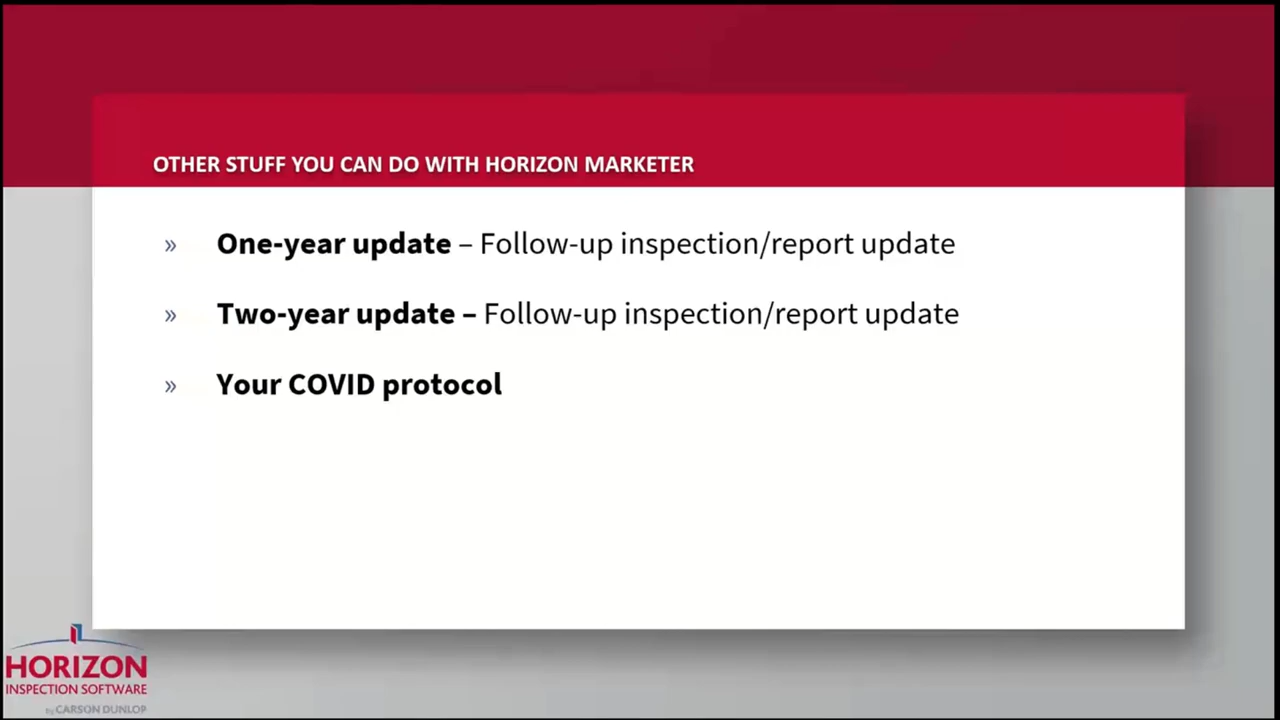 OTHER STUFF YOU CAN DO WITH HORIZON MARKETER
» One-year update – Follow-up inspection/report update
» Two-year update – Follow-up inspection/report update
» Your COVID protocol
HORIZON
INSPECTION SOFTWARE
by CARSON DUNLOP